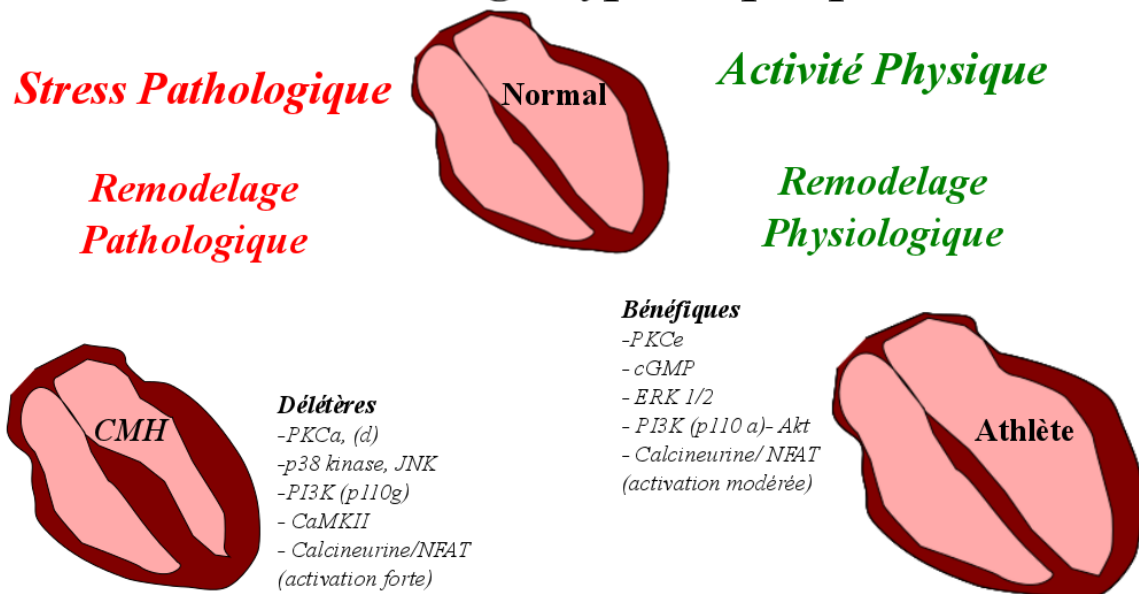 Stress Pathologique
Normal
Activité Physique
Remodelage
Pathologique
Remodelage
Physiologique
CMH
Délétères
-PKCa, (d)
-p38 kinase, JNK
-PI3K (p110g)
- CaMKII
- Calcineurine/NFAT
(activation forte)
Bénéfiques
-PKCe
- cGMP
- ERK 1/2
- PI3K (p110 a)- Akt
- Calcineurine/ NFAT
(activation modérée)
Athlète